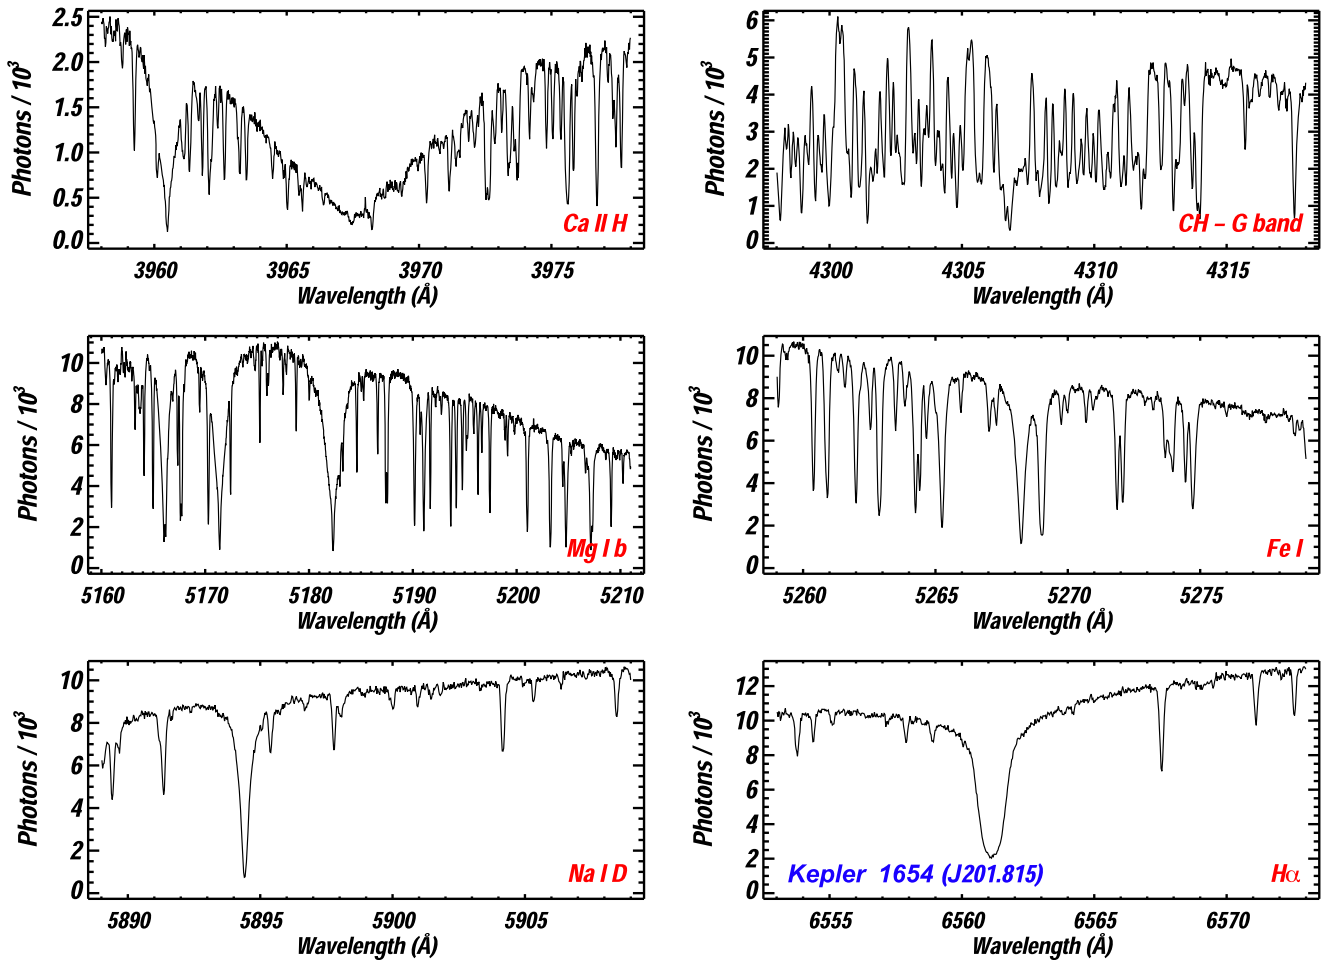 2.5
2.0
1.5
1.0
0.5
0.0
Photons / 10³
Ca II H
3960 3965 3970 3975
Wavelength (Å)
6
5
4
3
2
1
0
Photons / 10³
CH – G band
4300 4305 4310 4315
Wavelength (Å)
10
8
6
4
2
0
Photons / 10³
Mg I b
5160 5170 5180 5190 5200 5210
Wavelength (Å)
10
8
6
4
2
0
Photons / 10³
Fe I
5260 5265 5270 5275
Wavelength (Å)
10
8
6
4
2
0
Photons / 10³
Na I D
5890 5895 5900 5905
Wavelength (Å)
12
10
8
6
4
2
0
Photons / 10³
Kepler 1654 (J201.815)
Hα
6555 6560 6565 6570
Wavelength (Å)